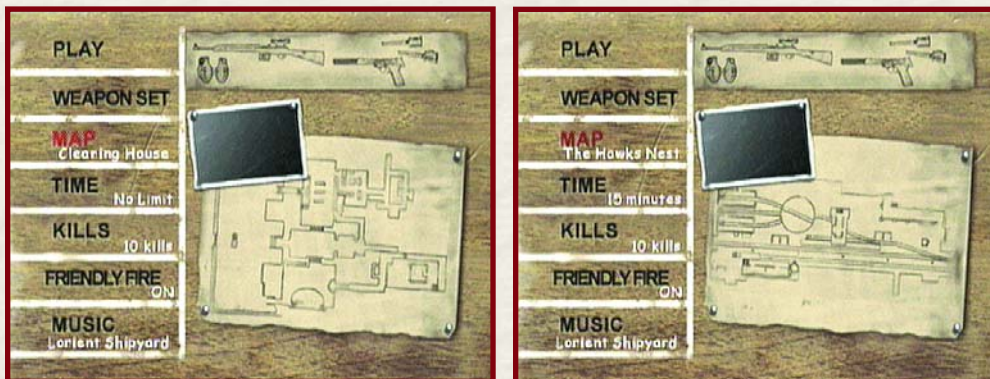 PLAY
WEAPON SET
MAP
Clearing House
TIME
No Limit
KILLS
10 kills
FRIENDLY FIRE
ON
MUSIC
Lorient Shipyard
PLAY
WEAPON SET
MAP
The Hawks Nest
TIME
15 minutes
KILLS
10 kills
FRIENDLY FIRE
ON
MUSIC
Lorient Shipyard